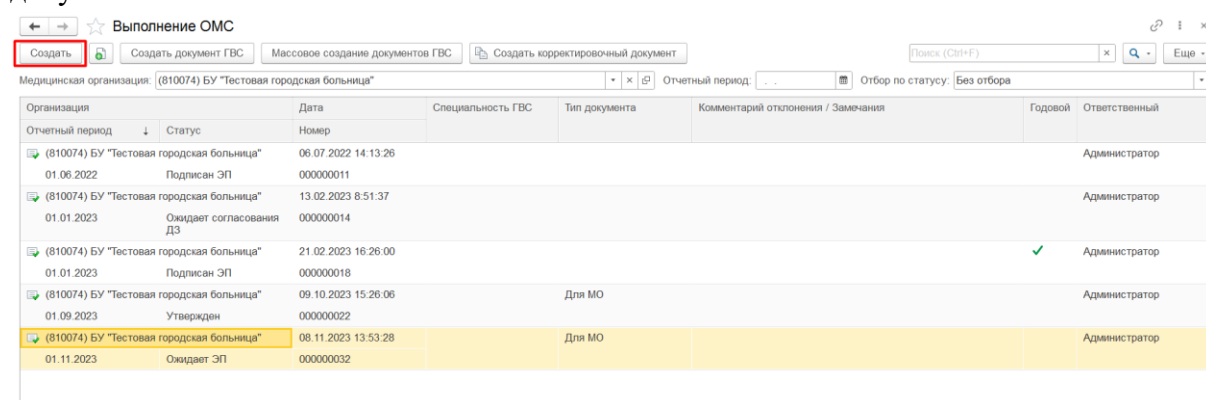 Выполнение ОМС
Создать Создать документ ГВС Массовое создание документов ГВС Создать корректировочный документ Поиск (Ctrl+F) × Еще
Медицинская организация: (810074) БУ "Тестовая городская больница" Отчетный период: . . Отбор по статусу: Без отбора
Организация Дата Специальность ГВС Тип документа Комментарий отклонения / Замечания Годовой Ответственный
Отчетный период ↓ Статус Номер
(810074) БУ "Тестовая городская больница" 06.07.2022 14:13:26 Администратор
01.06.2022 Подписан ЭП 000000011
(810074) БУ "Тестовая городская больница" 13.02.2023 8:51:37 Администратор
01.01.2023 Ожидает согласования 000000014
ДЗ
(810074) БУ "Тестовая городская больница" 21.02.2023 16:26:00 Администратор
01.01.2023 Подписан ЭП 000000018
(810074) БУ "Тестовая городская больница" 09.10.2023 15:26:06 Для МО Администратор
01.09.2023 Утвержден 000000022
(810074) БУ "Тестовая городская больница" 08.11.2023 13:53:28 Для МО Администратор
01.11.2023 Ожидает ЭП 000000032